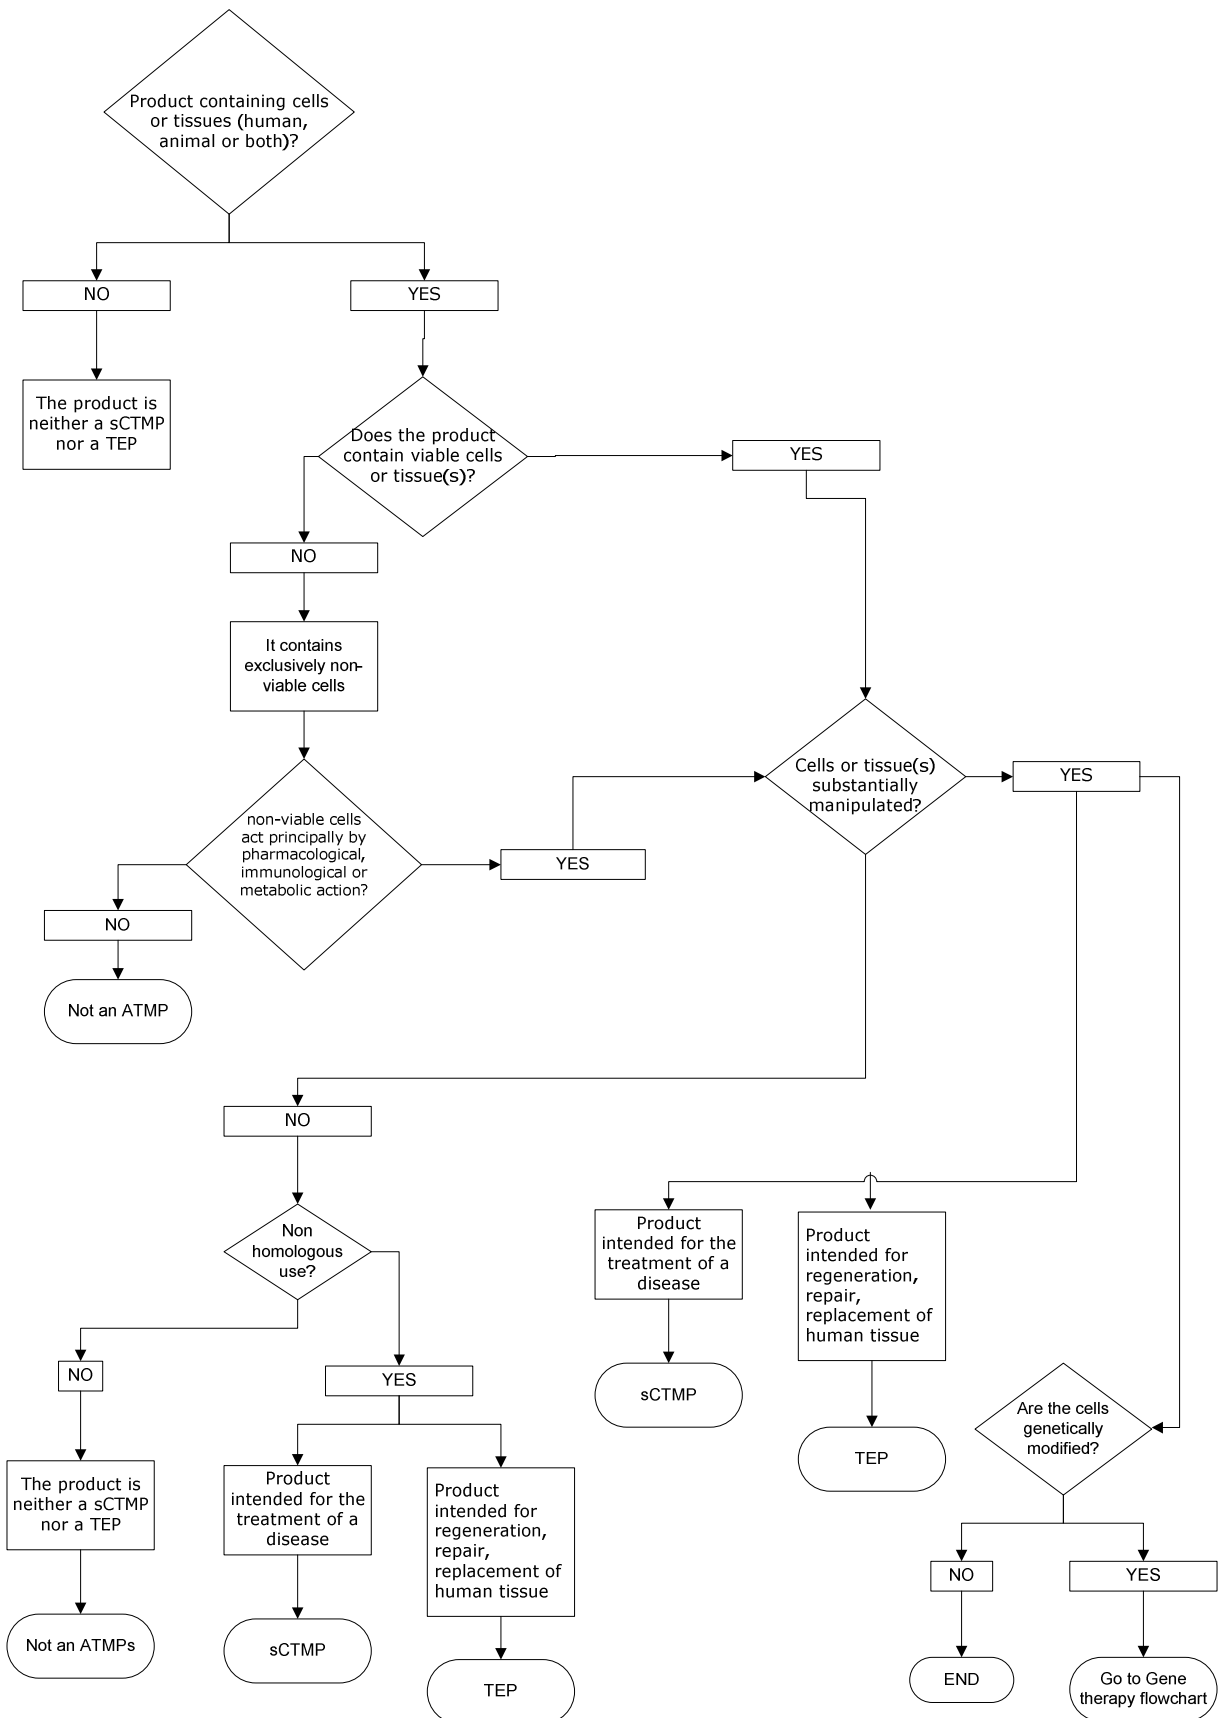 Product containing cells
or tissues (human,
animal or both)?
NO
YES
The product is
neither a sCTMP
nor a TEP
Does the product
contain viable cells
or tissue(s)?
YES
NO
It contains
exclusively non-
viable cells
non-viable cells
act principally by
pharmacological,
immunological or
metabolic action?
YES
NO
Not an ATMP
Cells or tissue(s)
substantially
manipulated?
YES
NO
Non
homologous
use?
NO
YES
The product is
neither a sCTMP
nor a TEP
Not an ATMPs
Product
intended for the
treatment of a
disease
sCTMP
Product
intended for
regeneration,
repair,
replacement of
human tissue
TEP
Product
intended for the
treatment of a
disease
sCTMP
Product
intended for
regeneration,
repair,
replacement of
human tissue
TEP
Are the cells
genetically
modified?
NO
YES
END
Go to Gene
therapy flowchart